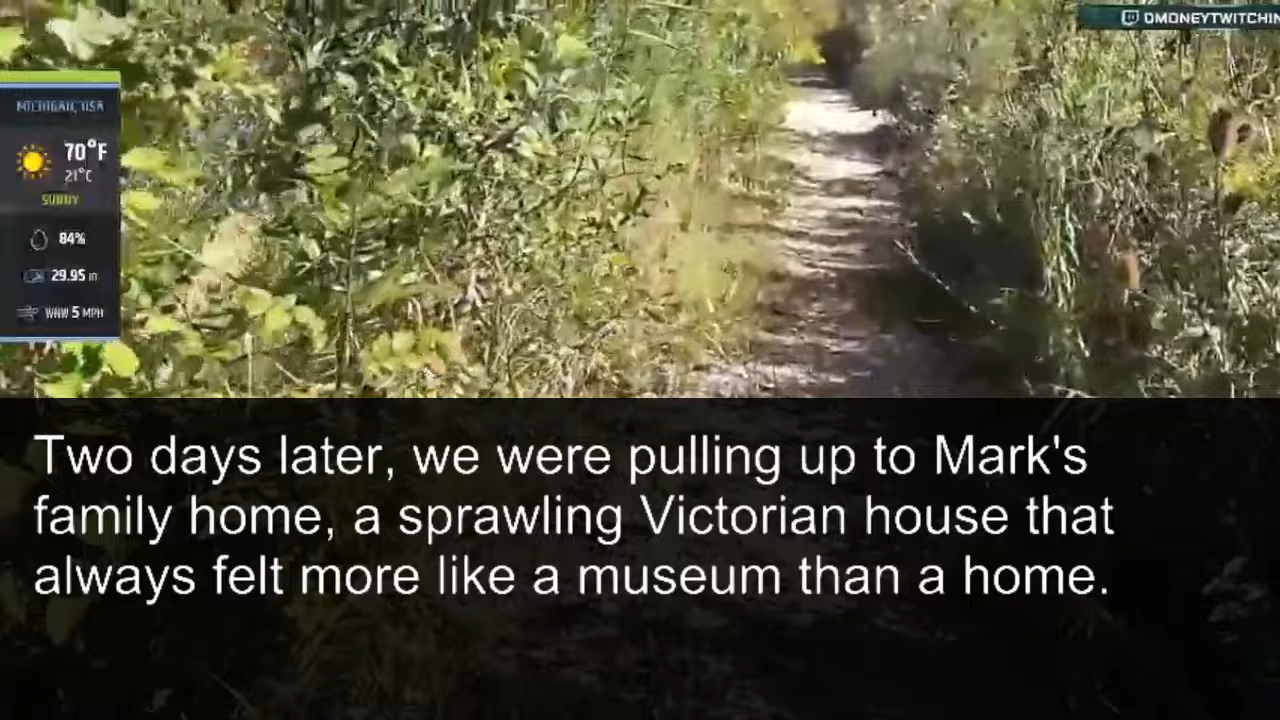 DMONEYTWITCHIN
MICHIGAN, USA
70°F
21°C
SUNNY
84%
29.95 in
WNW 5 MPH
Two days later, we were pulling up to Mark's
family home, a sprawling Victorian house that
always felt more like a museum than a home.